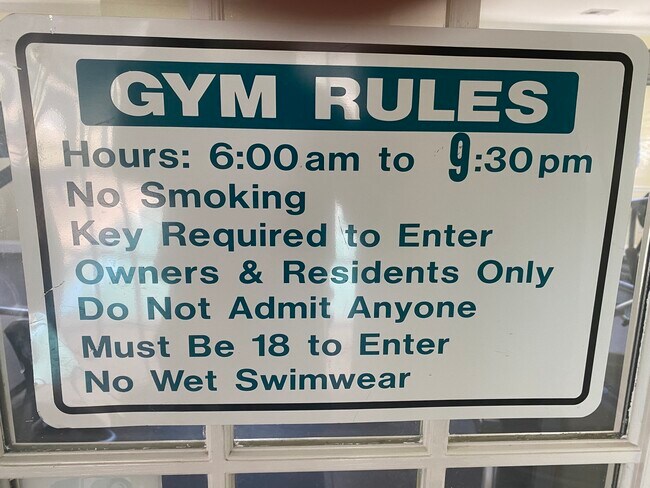 GYM RULES
Hours: 6:00 am to 9:30 pm
No Smoking
Key Required to Enter
Owners & Residents Only
Do Not Admit Anyone
Must Be 18 to Enter
No Wet Swimwear